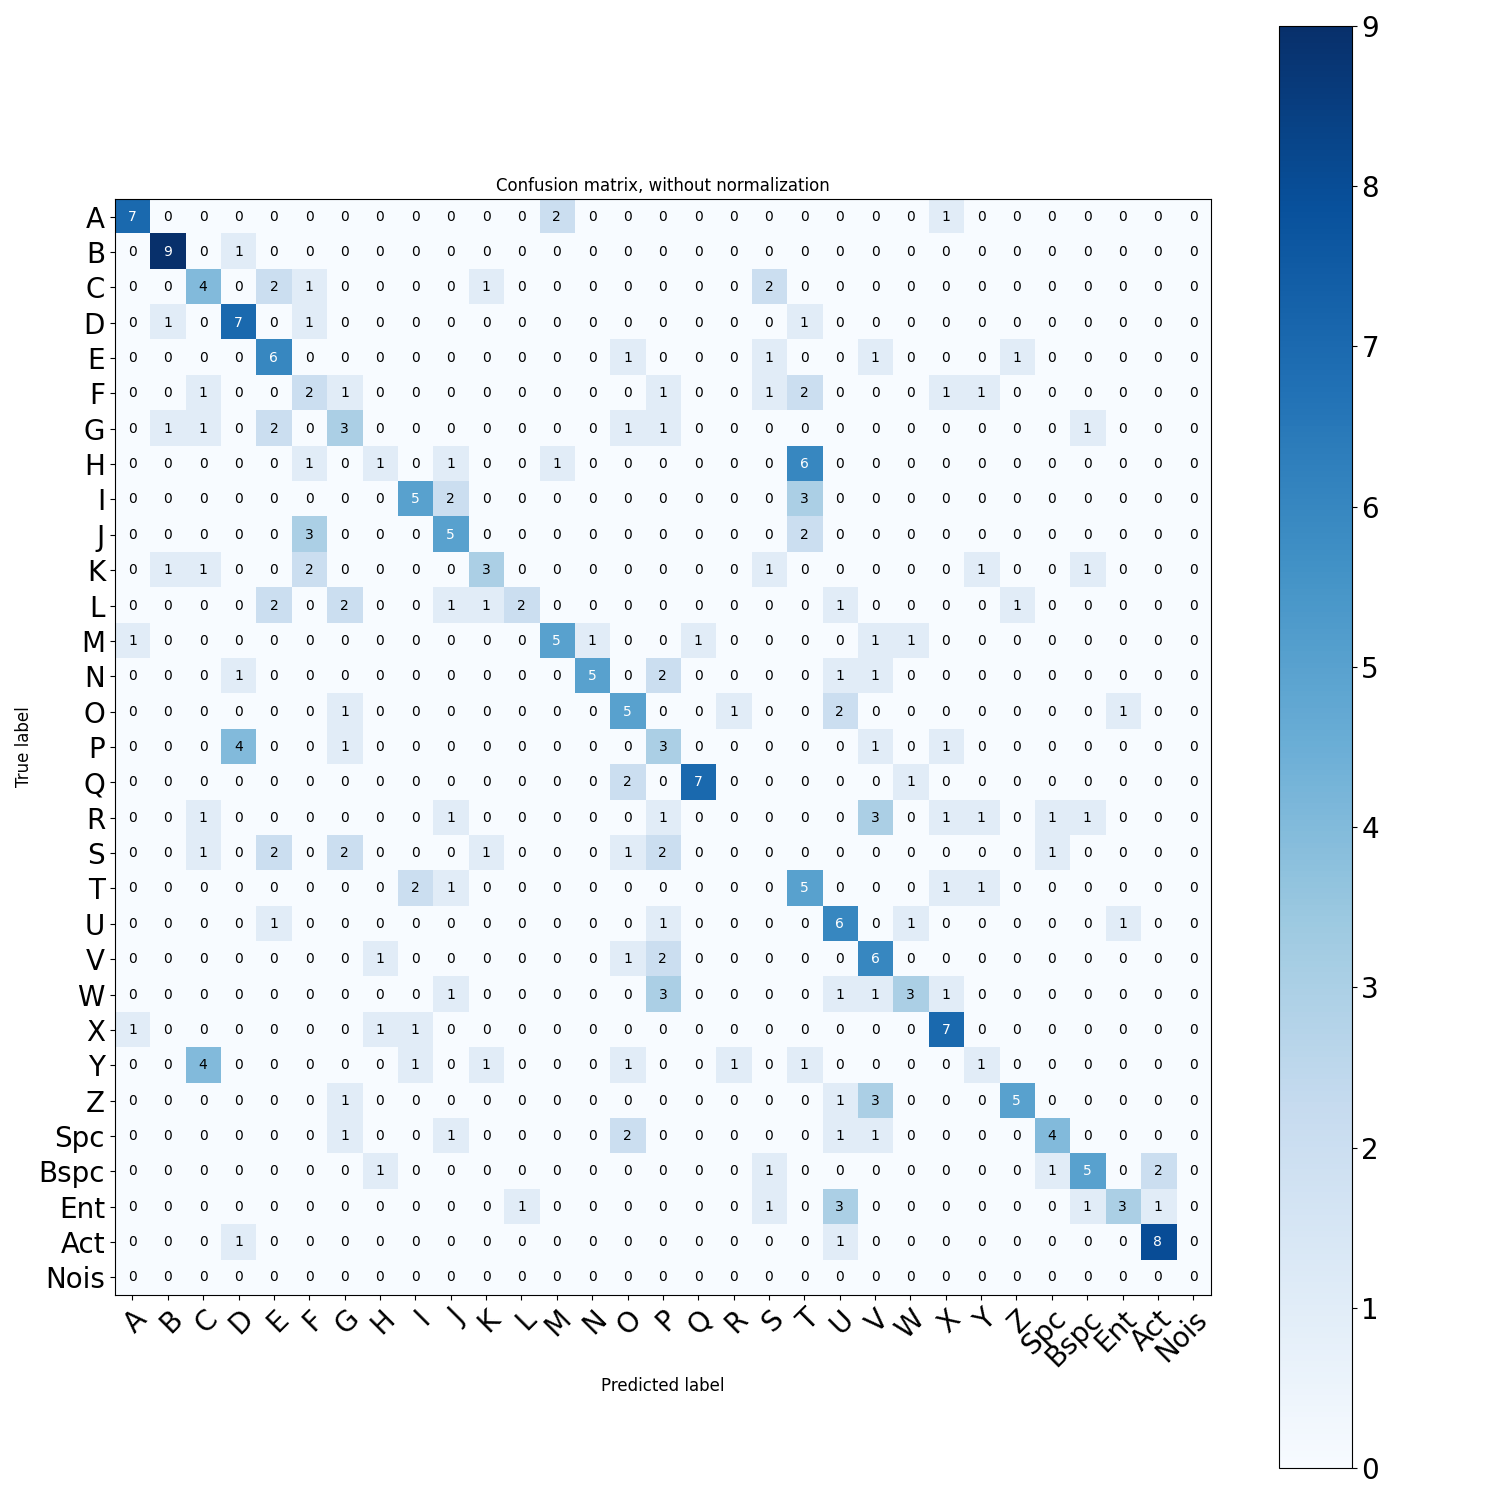 Confusion matrix, without normalization
A 7 0 0 0 0 0 0 0 0 0 0 0 2 0 0 0 0 0 0 0 0 0 0 1 0 0 0 0 0 0 0
B 0 9 0 1 0 0 0 0 0 0 0 0 0 0 0 0 0 0 0 0 0 0 0 0 0 0 0 0 0 0 0
C 0 0 4 0 2 1 0 0 0 0 1 0 0 0 0 0 0 0 2 0 0 0 0 0 0 0 0 0 0 0 0
D 0 1 0 7 0 1 0 0 0 0 0 0 0 0 0 0 0 0 0 1 0 0 0 0 0 0 0 0 0 0 0
E 0 0 0 0 6 0 0 0 0 0 0 0 0 0 1 0 0 0 1 0 0 1 0 0 0 1 0 0 0 0 0
F 0 0 1 0 0 2 1 0 0 0 0 0 0 0 0 1 0 0 1 2 0 0 0 1 1 0 0 0 0 0 0
G 0 1 1 0 2 0 3 0 0 0 0 0 0 0 1 1 0 0 0 0 0 0 0 0 0 0 0 1 0 0 0
H 0 0 0 0 0 1 0 1 0 1 0 0 1 0 0 0 0 0 0 6 0 0 0 0 0 0 0 0 0 0 0
I 0 0 0 0 0 0 0 0 5 2 0 0 0 0 0 0 0 0 0 3 0 0 0 0 0 0 0 0 0 0 0
J 0 0 0 0 0 3 0 0 0 5 0 0 0 0 0 0 0 0 0 2 0 0 0 0 0 0 0 0 0 0 0
K 0 1 1 0 0 2 0 0 0 0 3 0 0 0 0 0 0 0 1 0 0 0 0 0 1 0 0 1 0 0 0
L 0 0 0 0 2 0 2 0 0 1 1 2 0 0 0 0 0 0 0 0 1 0 0 0 0 1 0 0 0 0 0
M 1 0 0 0 0 0 0 0 0 0 0 0 5 1 0 0 1 0 0 0 0 1 1 0 0 0 0 0 0 0 0
N 0 0 0 1 0 0 0 0 0 0 0 0 0 5 0 2 0 0 0 0 1 1 0 0 0 0 0 0 0 0 0
O 0 0 0 0 0 0 1 0 0 0 0 0 0 0 5 0 0 1 0 0 2 0 0 0 0 0 0 0 1 0 0
P 0 0 0 4 0 0 1 0 0 0 0 0 0 0 0 3 0 0 0 0 0 1 0 1 0 0 0 0 0 0 0
Q 0 0 0 0 0 0 0 0 0 0 0 0 0 0 2 0 7 0 0 0 0 0 1 0 0 0 0 0 0 0 0
R 0 0 1 0 0 0 0 0 0 1 0 0 0 0 0 1 0 0 0 0 0 3 0 1 1 0 1 1 0 0 0
S 0 0 1 0 2 0 2 0 0 0 1 0 0 0 1 2 0 0 0 0 0 0 0 0 0 0 1 0 0 0 0
T 0 0 0 0 0 0 0 0 2 1 0 0 0 0 0 0 0 0 0 5 0 0 0 1 1 0 0 0 0 0 0
U 0 0 0 0 1 0 0 0 0 0 0 0 0 0 0 1 0 0 0 0 6 0 1 0 0 0 0 0 1 0 0
V 0 0 0 0 0 0 0 1 0 0 0 0 0 0 1 2 0 0 0 0 0 6 0 0 0 0 0 0 0 0 0
W 0 0 0 0 0 0 0 0 0 1 0 0 0 0 0 3 0 0 0 0 1 1 3 1 0 0 0 0 0 0 0
X 1 0 0 0 0 0 0 1 1 0 0 0 0 0 0 0 0 0 0 0 0 0 0 7 0 0 0 0 0 0 0
Y 0 0 4 0 0 0 0 0 1 0 1 0 0 0 1 0 0 1 0 1 0 0 0 0 1 0 0 0 0 0 0
Z 0 0 0 0 0 0 1 0 0 0 0 0 0 0 0 0 0 0 0 0 1 3 0 0 0 5 0 0 0 0 0
Spc 0 0 0 0 0 0 1 0 0 1 0 0 0 0 2 0 0 0 0 0 1 1 0 0 0 0 4 0 0 0 0
Bspc 0 0 0 0 0 0 0 1 0 0 0 0 0 0 0 0 0 0 1 0 0 0 0 0 0 0 1 5 0 2 0
Ent 0 0 0 0 0 0 0 0 0 0 0 1 0 0 0 0 0 0 1 0 3 0 0 0 0 0 0 1 3 1 0
Act 0 0 0 1 0 0 0 0 0 0 0 0 0 0 0 0 0 0 0 0 1 0 0 0 0 0 0 0 0 8 0
Nois 0 0 0 0 0 0 0 0 0 0 0 0 0 0 0 0 0 0 0 0 0 0 0 0 0 0 0 0 0 0 0
A B C D E F G H I J K L M N O P Q R S T U V W X Y Z Spc Bspc Ent Act Nois
Predicted label
True label
9
8
7
6
5
4
3
2
1
0